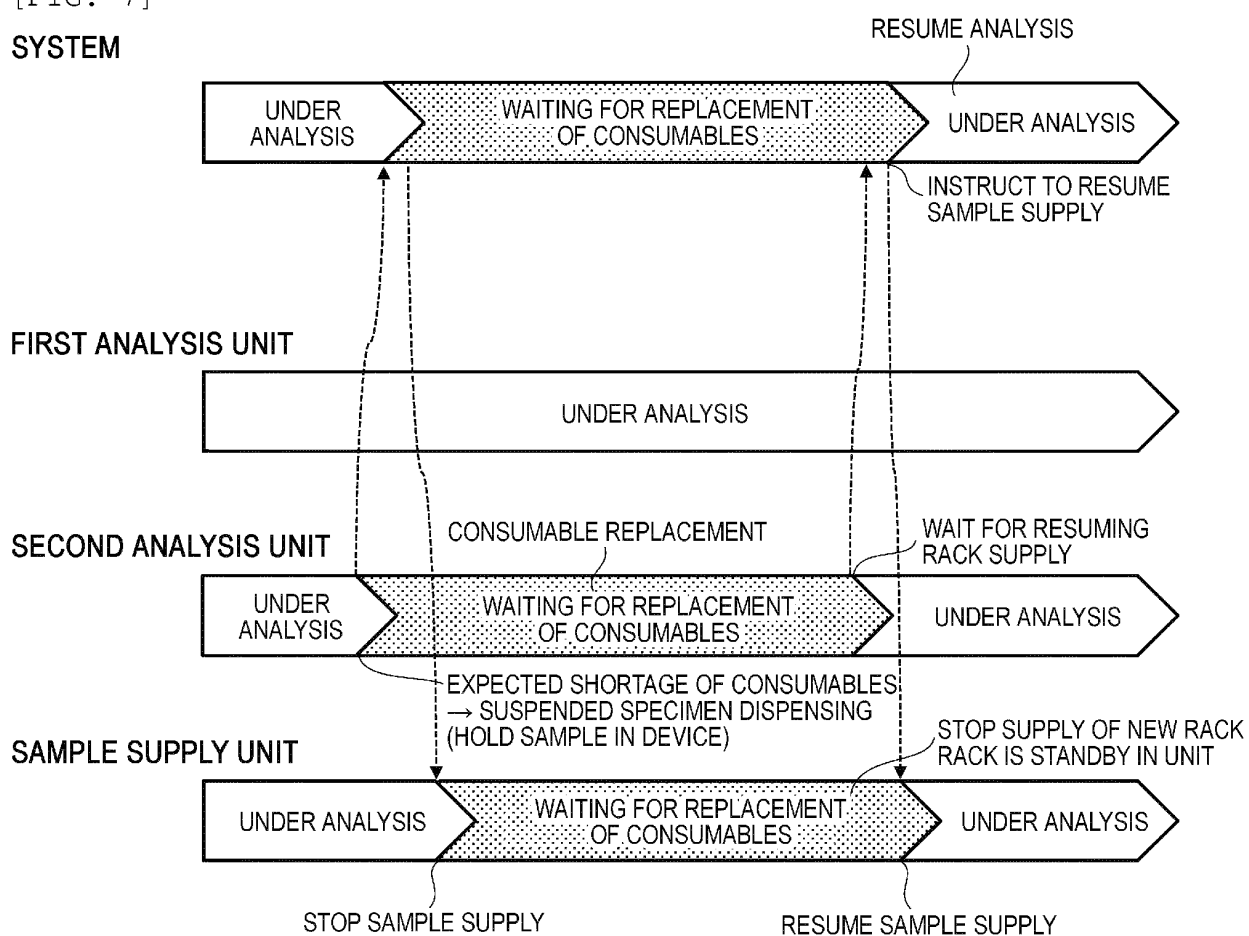 [FIG. 7]
SYSTEM
RESUME ANALYSIS
UNDER
ANALYSIS
WAITING FOR REPLACEMENT
OF CONSUMABLES
UNDER ANALYSIS
INSTRUCT TO RESUME
SAMPLE SUPPLY
FIRST ANALYSIS UNIT
UNDER ANALYSIS
SECOND ANALYSIS UNIT
CONSUMABLE REPLACEMENT
WAIT FOR RESUMING
RACK SUPPLY
UNDER
ANALYSIS
WAITING FOR REPLACEMENT
OF CONSUMABLES
UNDER ANALYSIS
EXPECTED SHORTAGE OF CONSUMABLES
→ SUSPENDED SPECIMEN DISPENSING
(HOLD SAMPLE IN DEVICE)
SAMPLE SUPPLY UNIT
STOP SUPPLY OF NEW RACK
RACK IS STANDBY IN UNIT
UNDER ANALYSIS
WAITING FOR REPLACEMENT
OF CONSUMABLES
UNDER ANALYSIS
STOP SAMPLE SUPPLY
RESUME SAMPLE SUPPLY